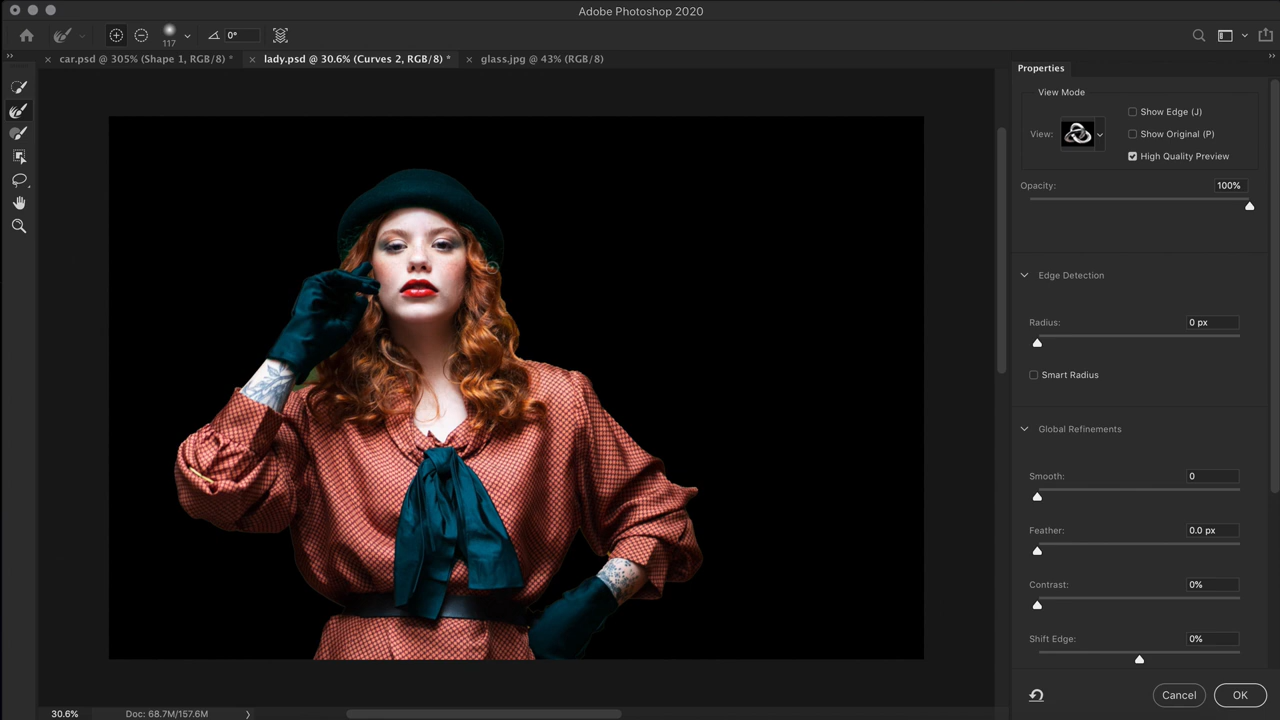 Adobe Photoshop 2020
117
0°
car.psd @ 305% (Shape 1, RGB/8) *
lady.psd @ 30.6% (Curves 2, RGB/8) *
glass.jpg @ 43% (RGB/8)
Properties
View Mode
View:
Show Edge (J)
Show Original (P)
High Quality Preview
Opacity: 100%
Edge Detection
Radius: 0 px
Smart Radius
Global Refinements
Smooth: 0
Feather: 0.0 px
Contrast: 0%
Shift Edge: 0%
Cancel OK
30.6% Doc: 68.7M/157.6M